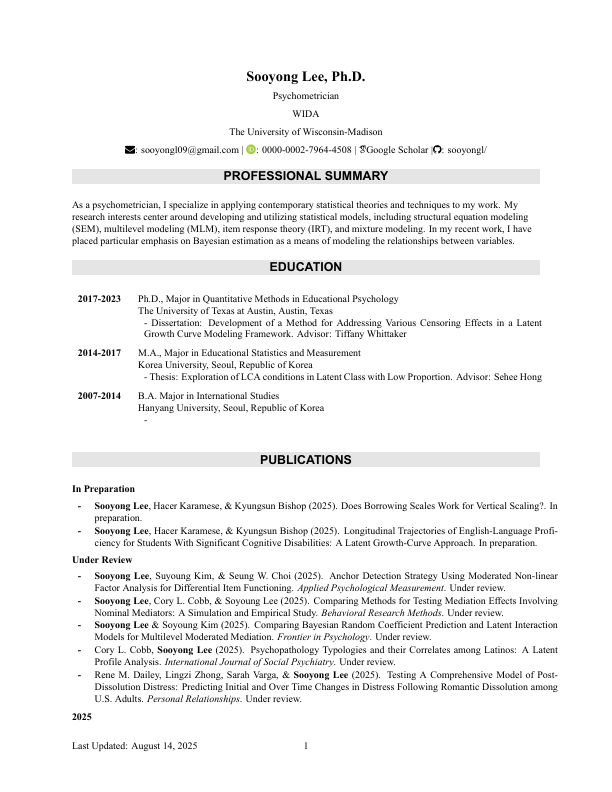 Sooyong Lee, Ph.D.
Psychometrician
WIDA
The University of Wisconsin-Madison
: sooyongl09@gmail.com | : 0000-0002-7964-4508 | Google Scholar | : sooyongl/
PROFESSIONAL SUMMARY
As a psychometrician, I specialize in applying contemporary statistical theories and techniques to my work. My
research interests center around developing and utilizing statistical models, including structural equation modeling
(SEM), multilevel modeling (MLM), item response theory (IRT), and mixture modeling. In my recent work, I have
placed particular emphasis on Bayesian estimation as a means of modeling the relationships between variables.
EDUCATION
2017-2023 Ph.D., Major in Quantitative Methods in Educational Psychology
The University of Texas at Austin, Austin, Texas
- Dissertation: Development of a Method for Addressing Various Censoring Effects in a Latent
Growth Curve Modeling Framework. Advisor: Tiffany Whittaker
2014-2017 M.A., Major in Educational Statistics and Measurement
Korea University, Seoul, Republic of Korea
- Thesis: Exploration of LCA conditions in Latent Class with Low Proportion. Advisor: Sehee Hong
2007-2014 B.A. Major in International Studies
Hanyang University, Seoul, Republic of Korea
-
PUBLICATIONS
In Preparation
- Sooyong Lee, Hacer Karamese, & Kyungsun Bishop (2025). Does Borrowing Scales Work for Vertical Scaling?. In
preparation.
- Sooyong Lee, Hacer Karamese, & Kyungsun Bishop (2025). Longitudinal Trajectories of English-Language Profi-
ciency for Students With Significant Cognitive Disabilities: A Latent Growth-Curve Approach. In preparation.
Under Review
- Sooyong Lee, Suyoung Kim, & Seung W. Choi (2025). Anchor Detection Strategy Using Moderated Non-linear
Factor Analysis for Differential Item Functioning. Applied Psychological Measurement. Under review.
- Sooyong Lee, Cory L. Cobb, & Soyoung Lee (2025). Comparing Methods for Testing Mediation Effects Involving
Nominal Mediators: A Simulation and Empirical Study. Behavioral Research Methods. Under review.
- Sooyong Lee & Suyoung Kim (2025). Comparing Bayesian Random Coefficient Prediction and Latent Interaction
Models for Multilevel Moderated Mediation. Frontier in Psychology. Under review.
- Cory L. Cobb, Sooyong Lee (2025). Psychopathology Typologies and their Correlates among Latinos: A Latent
Profile Analysis. International Journal of Social Psychiatry. Under review.
- Rene M. Dailey, Lingzi Zhong, Sarah Varga, & Sooyong Lee (2025). Testing A Comprehensive Model of Post-
Dissolution Distress: Predicting Initial and Over Time Changes in Distress Following Romantic Dissolution among
U.S. Adults. Personal Relationships. Under review.
2025
Last Updated: August 14, 2025 1